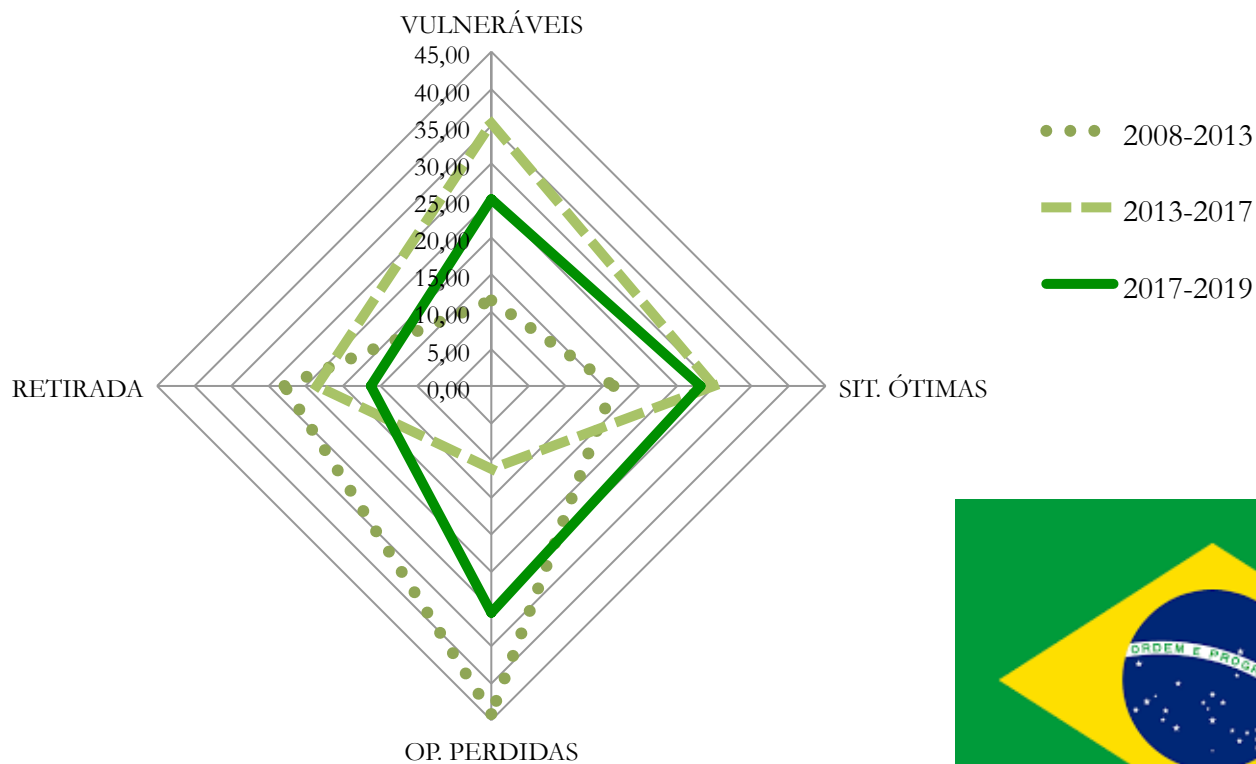 VULNERÁVEIS
45,00
40,00
35,00
30,00
25,00
20,00
15,00
10,00
5,00
0,00
RETIRADA
SIT. ÓTIMAS
OP. PERDIDAS
2008-2013
2013-2017
2017-2019
ORDEM E PROG